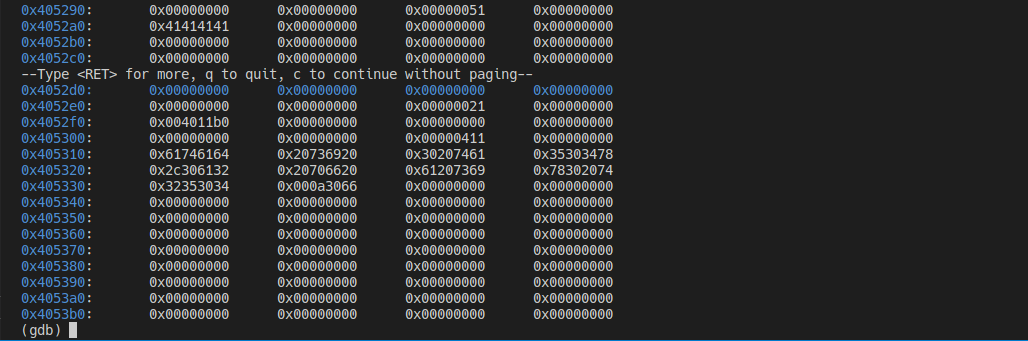 0x405290: 0x00000000 0x00000000 0x00000051 0x00000000
0x4052a0: 0x41414141 0x00000000 0x00000000 0x00000000
0x4052b0: 0x00000000 0x00000000 0x00000000 0x00000000
0x4052c0: 0x00000000 0x00000000 0x00000000 0x00000000
--Type <RET> for more, q to quit, c to continue without paging--
0x4052d0: 0x00000000 0x00000000 0x00000000 0x00000000
0x4052e0: 0x00000000 0x00000000 0x00000021 0x00000000
0x4052f0: 0x004011b0 0x00000000 0x00000000 0x00000000
0x405300: 0x00000000 0x00000000 0x00000411 0x00000000
0x405310: 0x61746164 0x20736920 0x30207461 0x35303478
0x405320: 0x2c306132 0x20706620 0x61207369 0x78302074
0x405330: 0x32353034 0x000a3066 0x00000000 0x00000000
0x405340: 0x00000000 0x00000000 0x00000000 0x00000000
0x405350: 0x00000000 0x00000000 0x00000000 0x00000000
0x405360: 0x00000000 0x00000000 0x00000000 0x00000000
0x405370: 0x00000000 0x00000000 0x00000000 0x00000000
0x405380: 0x00000000 0x00000000 0x00000000 0x00000000
0x405390: 0x00000000 0x00000000 0x00000000 0x00000000
0x4053a0: 0x00000000 0x00000000 0x00000000 0x00000000
0x4053b0: 0x00000000 0x00000000 0x00000000 0x00000000
(gdb)